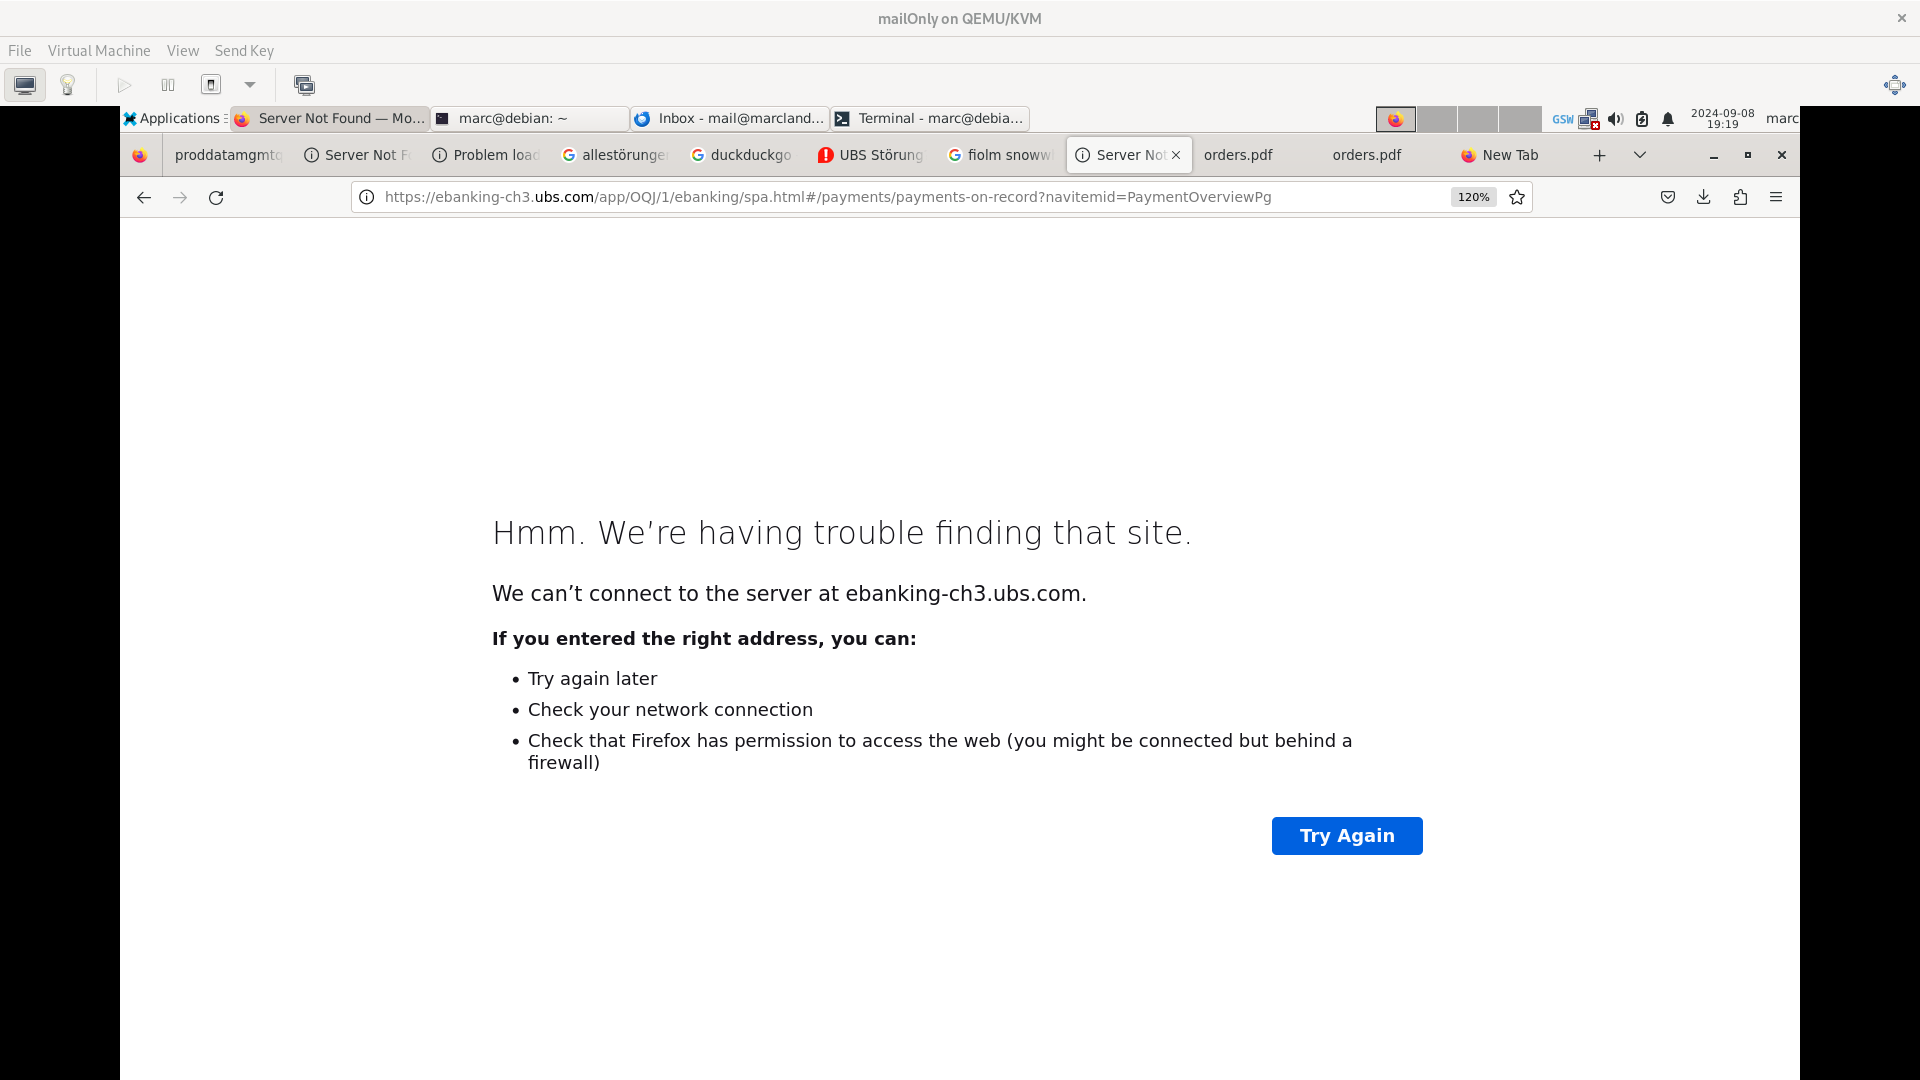 mailOnly on QEMU/KVM
File Virtual Machine View Send Key
Applications Server Not Found — Mo... marc@debian: ~ Inbox - mail@marcland... Terminal - marc@debia... GSW 2024-09-08 19:19 marc
proddatamgmtq Server Not Fo Problem load allestörunge duckduckgo UBS Störung fiolm snoww Server Not orders.pdf orders.pdf New Tab
https://ebanking-ch3.ubs.com/app/OQJ/1/ebanking/spa.html#/payments/payments-on-record?navitemid=PaymentOverviewPg 120%
Hmm. We're having trouble finding that site.
We can’t connect to the server at ebanking-ch3.ubs.com.
If you entered the right address, you can:
• Try again later
• Check your network connection
• Check that Firefox has permission to access the web (you might be connected but behind a
firewall)
Try Again